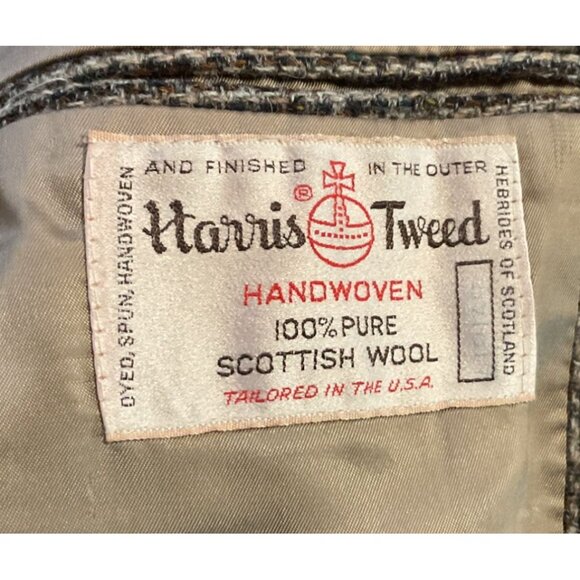 DYED, SPUN, HANDWOVEN
AND FINISHED IN THE OUTER
HEBRIDES OF SCOTLAND
Harris Tweed
®
HANDWOVEN
100% PURE
SCOTTISH WOOL
TAILORED IN THE U.S.A.